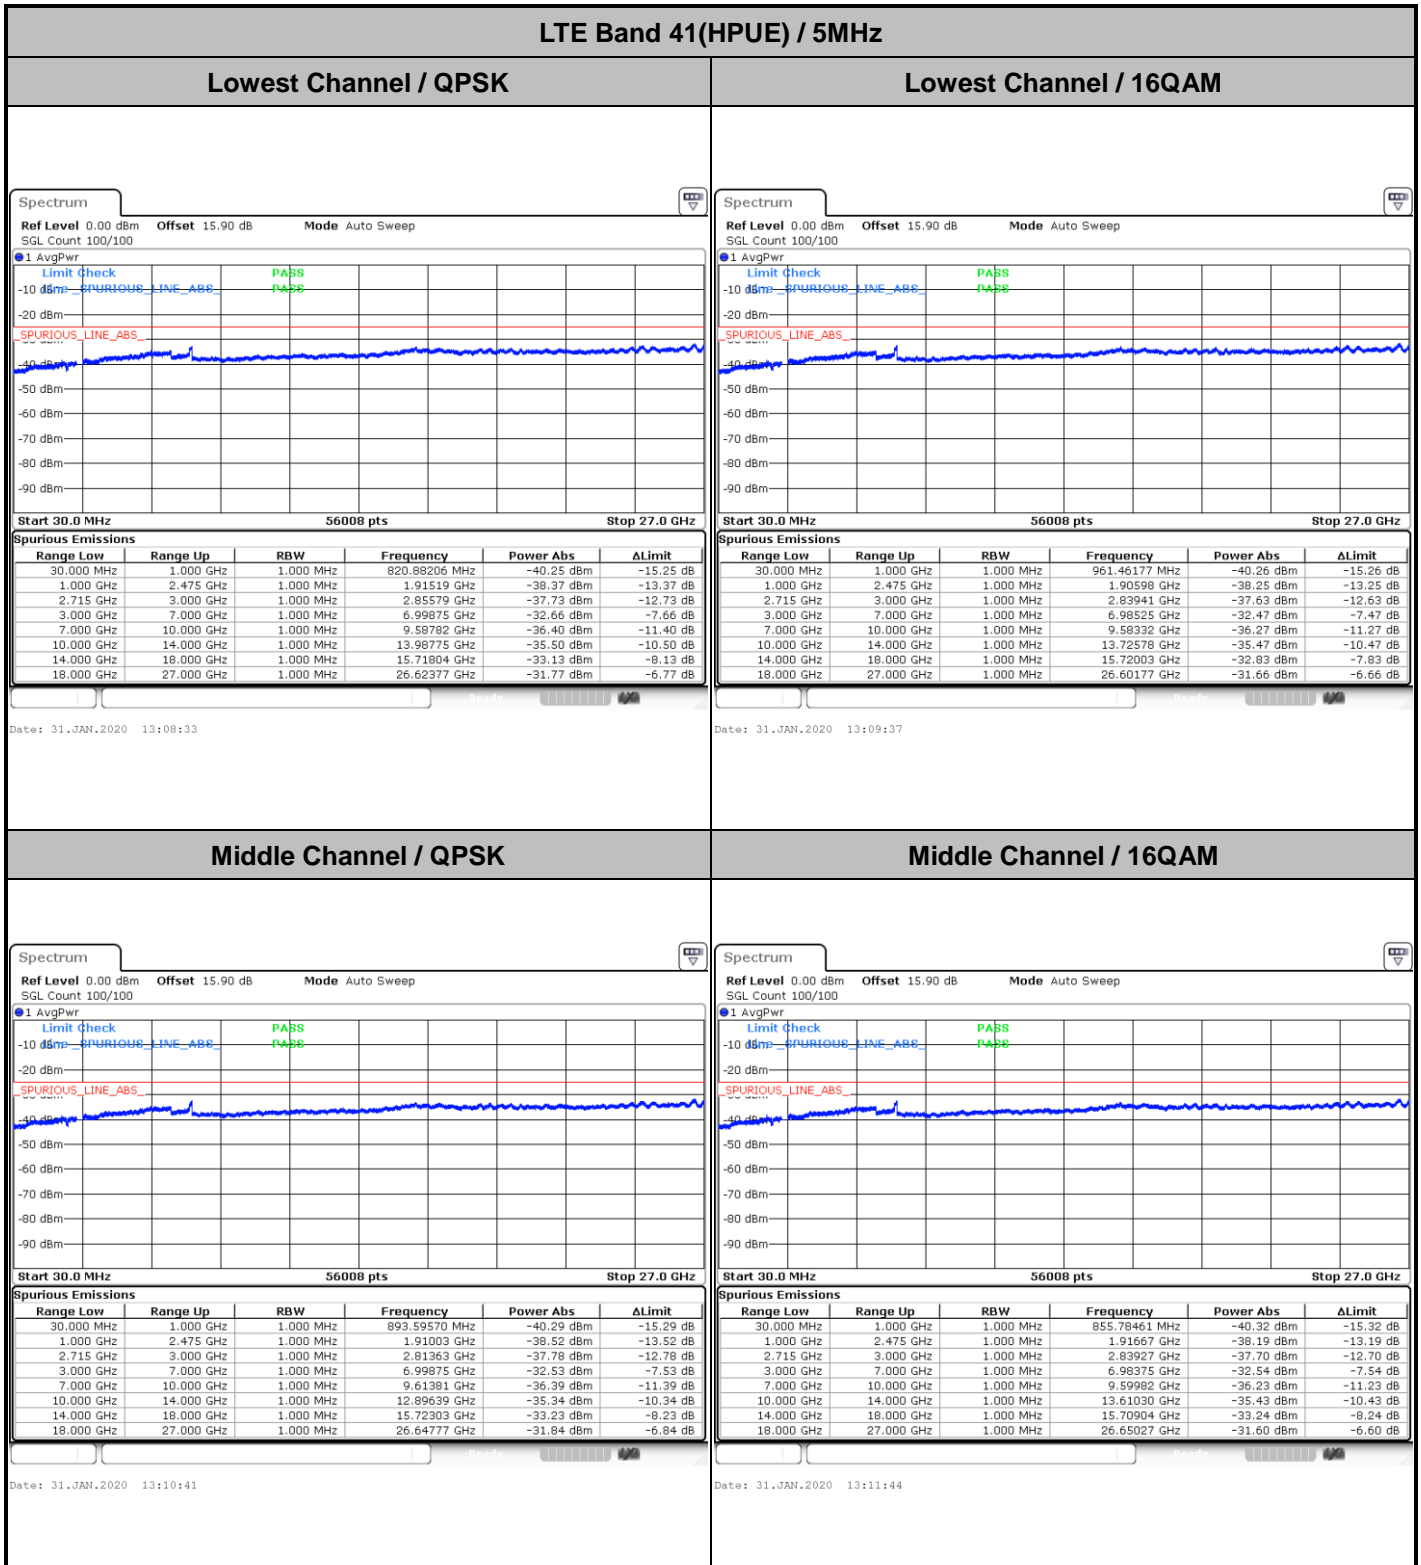 LTE Band 41(HPUE) / 5MHz
Lowest Channel / QPSK
Lowest Channel / 16QAM
Spectrum
Ref Level 0.00 dBm Offset 15.90 dB Mode Auto Sweep
SGL Count 100/100
1 AvgPwr
Limit Check PASS
-10 dBm
Line _SPURIOUS_LINE_ABS_ PASS
-20 dBm
_SPURIOUS_LINE_ABS_
-40 dBm
-50 dBm
-60 dBm
-70 dBm
-80 dBm
-90 dBm
Start 30.0 MHz 56008 pts Stop 27.0 GHz
Spurious Emissions
Range Low Range Up RBW Frequency Power Abs ΔLimit
30.000 MHz 1.000 GHz 1.000 MHz 820.88206 MHz -40.25 dBm -15.25 dB
1.000 GHz 2.475 GHz 1.000 MHz 1.91519 GHz -38.37 dBm -13.37 dB
2.715 GHz 3.000 GHz 1.000 MHz 2.85579 GHz -37.73 dBm -12.73 dB
3.000 GHz 7.000 GHz 1.000 MHz 6.99875 GHz -32.66 dBm -7.66 dB
7.000 GHz 10.000 GHz 1.000 MHz 9.58782 GHz -36.40 dBm -11.40 dB
10.000 GHz 14.000 GHz 1.000 MHz 13.98775 GHz -35.50 dBm -10.50 dB
14.000 GHz 18.000 GHz 1.000 MHz 15.71804 GHz -33.13 dBm -8.13 dB
18.000 GHz 27.000 GHz 1.000 MHz 26.62377 GHz -31.77 dBm -6.77 dB
Date: 31.JAN.2020 13:08:33
Spectrum
Ref Level 0.00 dBm Offset 15.90 dB Mode Auto Sweep
SGL Count 100/100
1 AvgPwr
Limit Check PASS
-10 dBm
Line _SPURIOUS_LINE_ABS_ PASS
-20 dBm
_SPURIOUS_LINE_ABS_
-40 dBm
-50 dBm
-60 dBm
-70 dBm
-80 dBm
-90 dBm
Start 30.0 MHz 56008 pts Stop 27.0 GHz
Spurious Emissions
Range Low Range Up RBW Frequency Power Abs ΔLimit
30.000 MHz 1.000 GHz 1.000 MHz 961.46177 MHz -40.26 dBm -15.26 dB
1.000 GHz 2.475 GHz 1.000 MHz 1.90598 GHz -38.25 dBm -13.25 dB
2.715 GHz 3.000 GHz 1.000 MHz 2.83941 GHz -37.63 dBm -12.63 dB
3.000 GHz 7.000 GHz 1.000 MHz 6.98525 GHz -32.47 dBm -7.47 dB
7.000 GHz 10.000 GHz 1.000 MHz 9.58332 GHz -36.27 dBm -11.27 dB
10.000 GHz 14.000 GHz 1.000 MHz 13.72578 GHz -35.47 dBm -10.47 dB
14.000 GHz 18.000 GHz 1.000 MHz 15.72003 GHz -32.83 dBm -7.83 dB
18.000 GHz 27.000 GHz 1.000 MHz 26.60177 GHz -31.66 dBm -6.66 dB
Date: 31.JAN.2020 13:09:37
Middle Channel / QPSK
Middle Channel / 16QAM
Spectrum
Ref Level 0.00 dBm Offset 15.90 dB Mode Auto Sweep
SGL Count 100/100
1 AvgPwr
Limit Check PASS
-10 dBm
Line _SPURIOUS_LINE_ABS_ PASS
-20 dBm
_SPURIOUS_LINE_ABS_
-40 dBm
-50 dBm
-60 dBm
-70 dBm
-80 dBm
-90 dBm
Start 30.0 MHz 56008 pts Stop 27.0 GHz
Spurious Emissions
Range Low Range Up RBW Frequency Power Abs ΔLimit
30.000 MHz 1.000 GHz 1.000 MHz 893.59570 MHz -40.29 dBm -15.29 dB
1.000 GHz 2.475 GHz 1.000 MHz 1.91003 GHz -38.52 dBm -13.52 dB
2.715 GHz 3.000 GHz 1.000 MHz 2.81363 GHz -37.78 dBm -12.78 dB
3.000 GHz 7.000 GHz 1.000 MHz 6.99875 GHz -32.53 dBm -7.53 dB
7.000 GHz 10.000 GHz 1.000 MHz 9.61381 GHz -36.39 dBm -11.39 dB
10.000 GHz 14.000 GHz 1.000 MHz 12.89639 GHz -35.34 dBm -10.34 dB
14.000 GHz 18.000 GHz 1.000 MHz 15.72303 GHz -33.23 dBm -8.23 dB
18.000 GHz 27.000 GHz 1.000 MHz 26.64777 GHz -31.84 dBm -6.84 dB
Date: 31.JAN.2020 13:10:41
Spectrum
Ref Level 0.00 dBm Offset 15.90 dB Mode Auto Sweep
SGL Count 100/100
1 AvgPwr
Limit Check PASS
-10 dBm
Line _SPURIOUS_LINE_ABS_ PASS
-20 dBm
_SPURIOUS_LINE_ABS_
-40 dBm
-50 dBm
-60 dBm
-70 dBm
-80 dBm
-90 dBm
Start 30.0 MHz 56008 pts Stop 27.0 GHz
Spurious Emissions
Range Low Range Up RBW Frequency Power Abs ΔLimit
30.000 MHz 1.000 GHz 1.000 MHz 855.78461 MHz -40.32 dBm -15.32 dB
1.000 GHz 2.475 GHz 1.000 MHz 1.91667 GHz -38.19 dBm -13.19 dB
2.715 GHz 3.000 GHz 1.000 MHz 2.83927 GHz -37.70 dBm -12.70 dB
3.000 GHz 7.000 GHz 1.000 MHz 6.98375 GHz -32.54 dBm -7.54 dB
7.000 GHz 10.000 GHz 1.000 MHz 9.59982 GHz -36.23 dBm -11.23 dB
10.000 GHz 14.000 GHz 1.000 MHz 13.61030 GHz -35.43 dBm -10.43 dB
14.000 GHz 18.000 GHz 1.000 MHz 15.70904 GHz -33.24 dBm -8.24 dB
18.000 GHz 27.000 GHz 1.000 MHz 26.65027 GHz -31.60 dBm -6.60 dB
Date: 31.JAN.2020 13:11:44